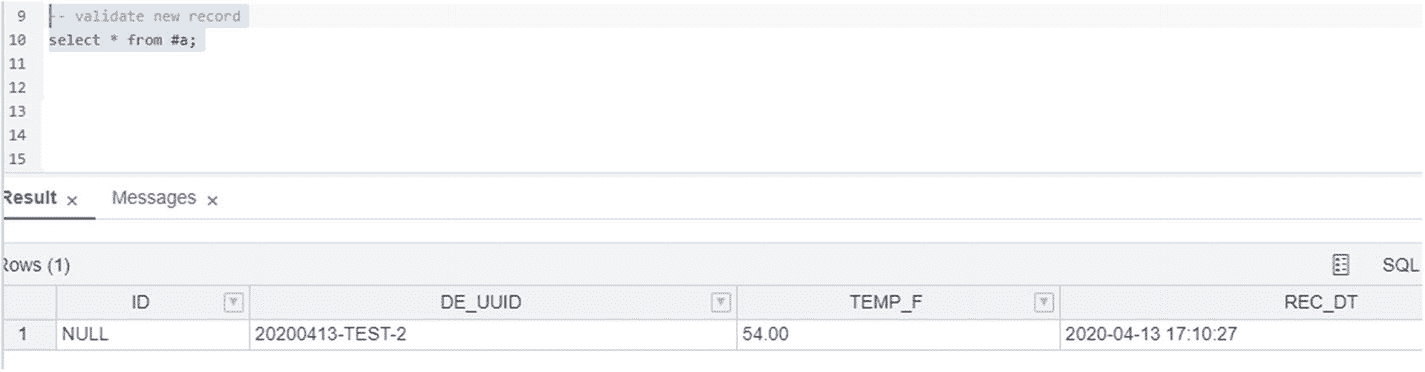 9 -- validate new record
10 select * from #a;
11
12
13
14
15
Result × Messages ×
Rows (1) SQL
ID DE_UUID TEMP_F REC_DT
1 NULL 20200413-TEST-2 54.00 2020-04-13 17:10:27